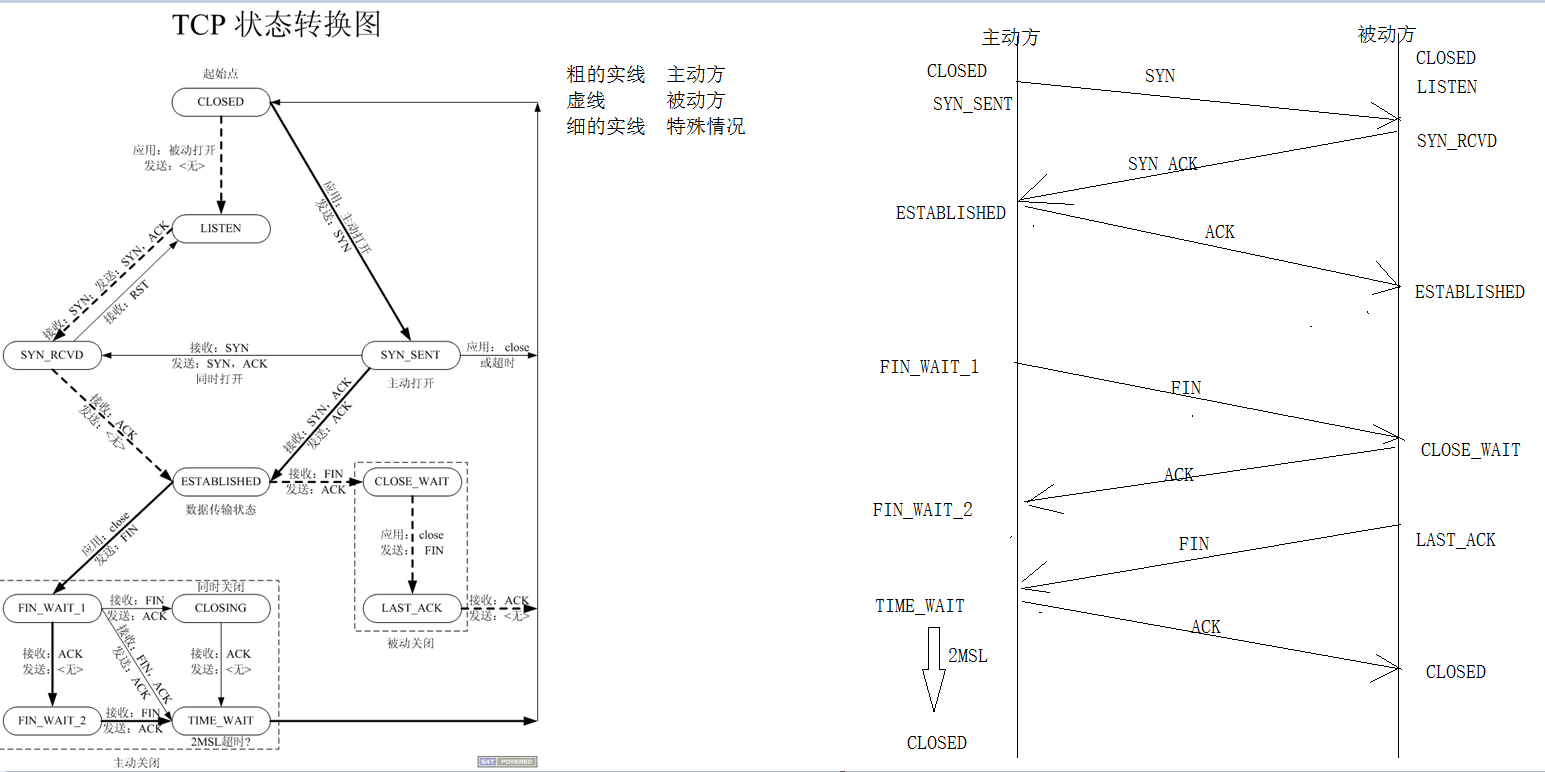 TCP 状态转换图
起始点
CLOSED
应用：被动打开
发送：<无>
应用：主动打开
发送：SYN
LISTEN
接收：SYN；发送：SYN，ACK
接收：RST
SYN_RCVD
接收：SYN
发送：SYN，ACK
同时打开
SYN_SENT
主动打开
应用：close
或超时
接收：ACK
发送：<无>
接收：SYN，ACK
发送：ACK
ESTABLISHED
数据传输状态
接收：FIN
发送：ACK
CLOSE_WAIT
应用：close
发送：FIN
LAST_ACK
接收：ACK
发送：<无>
被动关闭
应用：close
发送：FIN
同时关闭
FIN_WAIT_1
接收：FIN
发送：ACK
CLOSING
接收：ACK
发送：<无>
接收：FIN，ACK
发送：ACK
接收：ACK
发送：<无>
FIN_WAIT_2
接收：FIN
发送：ACK
TIME_WAIT
2MSL超时?
主动关闭
S4T POWERED
粗的实线 主动方
虚线 被动方
细的实线 特殊情况
主动方
被动方
CLOSED
CLOSED
SYN
LISTEN
SYN_SENT
SYN_RCVD
SYN ACK
ESTABLISHED
ACK
ESTABLISHED
FIN_WAIT_1
FIN
CLOSE_WAIT
ACK
FIN_WAIT_2
LAST_ACK
FIN
TIME_WAIT
ACK
2MSL
CLOSED
CLOSED